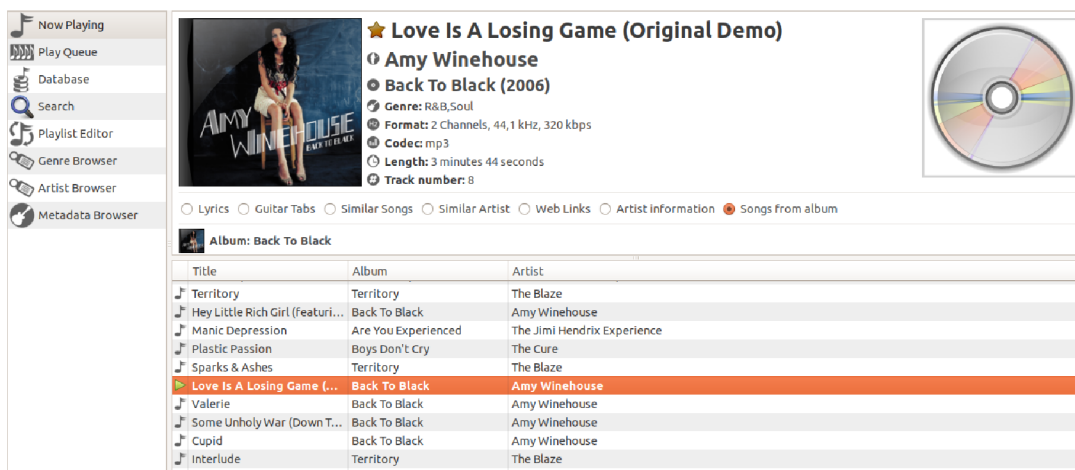 Now Playing
Play Queue
Database
Search
Playlist Editor
Genre Browser
Artist Browser
Metadata Browser
AMY
WINEHOUSE
BACK TO BLACK
Love Is A Losing Game (Original Demo)
Amy Winehouse
Back To Black (2006)
Genre: R&B,Soul
Hz Format: 2 Channels, 44,1 kHz, 320 kbps
Codec: mp3
Length: 3 minutes 44 seconds
# Track number: 8
Lyrics Guitar Tabs Similar Songs Similar Artist Web Links Artist information Songs from album
Album: Back To Black
Title Album Artist
Territory Territory The Blaze
Hey Little Rich Girl (featuri... Back To Black Amy Winehouse
Manic Depression Are You Experienced The Jimi Hendrix Experience
Plastic Passion Boys Don't Cry The Cure
Sparks & Ashes Territory The Blaze
Love Is A Losing Game (... Back To Black Amy Winehouse
Valerie Back To Black Amy Winehouse
Some Unholy War (Down T... Back To Black Amy Winehouse
Cupid Back To Black Amy Winehouse
Interlude Territory The Blaze